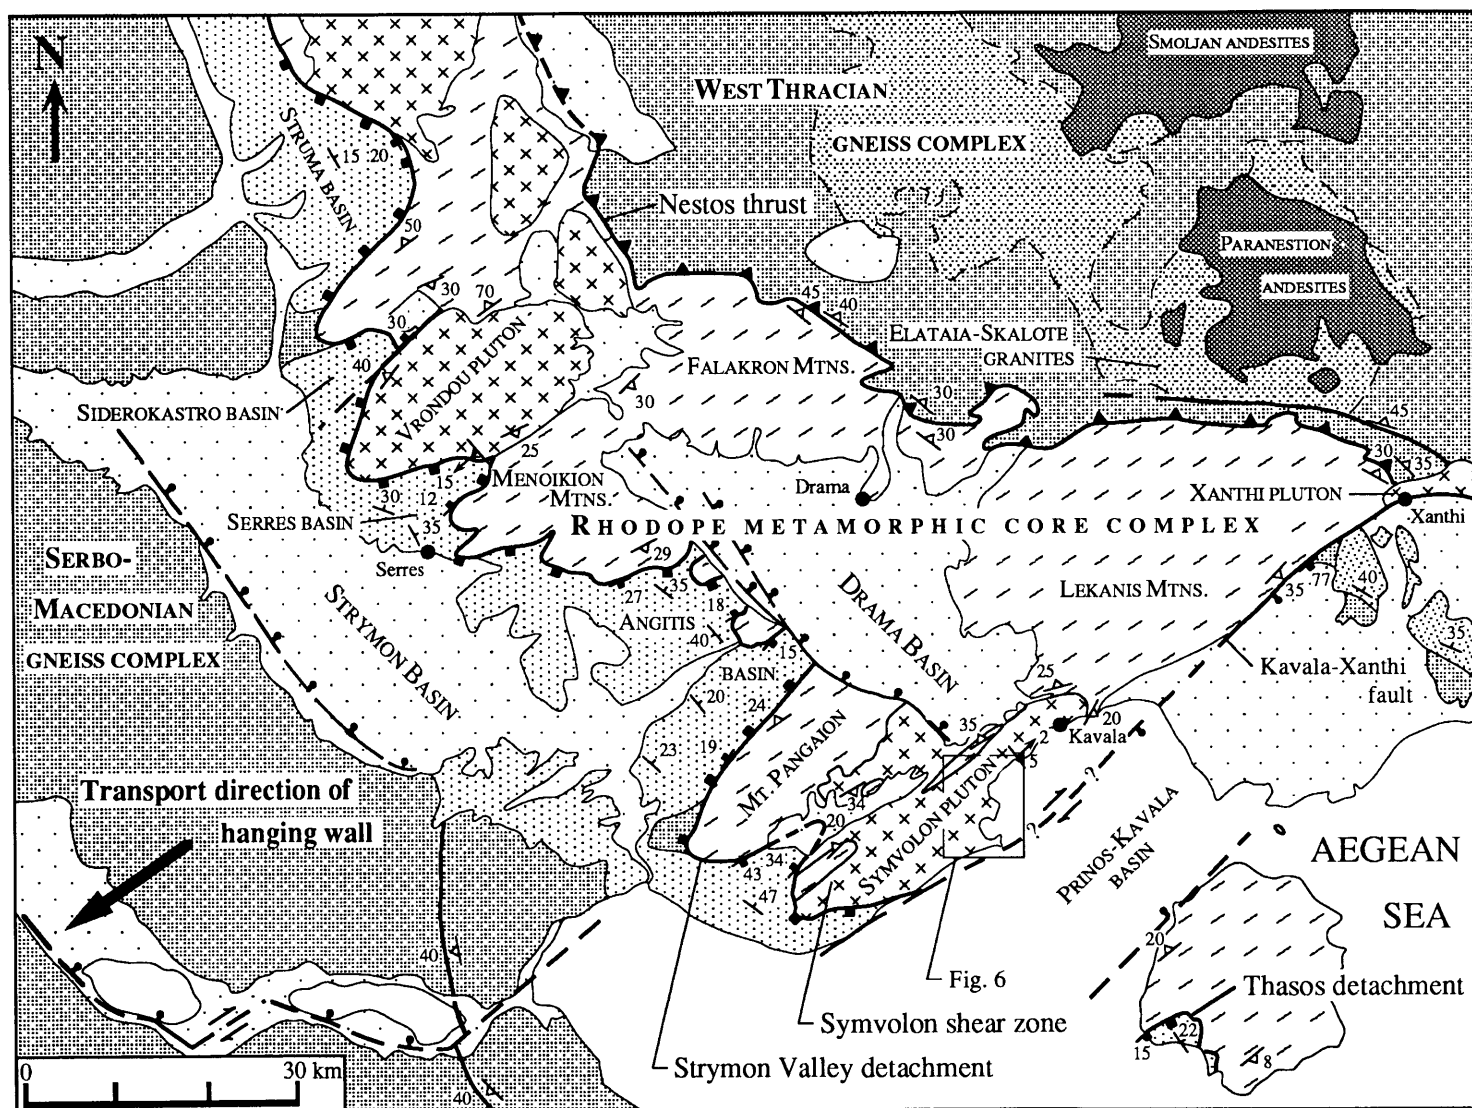 N
SMOLJAN ANDESITES
WEST THRACIAN
GNEISS COMPLEX
STRUMA BASIN
15
20
50
Nestos thrust
PARANESTION
ANDESITES
30
70
30
45
40
ELATAIA-SKALOTE
GRANITES
FALAKRON MTNS.
40
VRONDOU PLUTON
SIDEROKASTRO BASIN
30
30
30
45
25
15
12
30
MENOIKION
MTNS.
30
35
Drama
XANTHI PLUTON
Xanthi
SERRES BASIN
35
RHODOPE METAMORPHIC CORE COMPLEX
Serres
29
27
35
18
40
15
ANGITIS
BASIN
LEKANIS MTNS.
35
77
40
35
SERBO-
MACEDONIAN
GNEISS COMPLEX
STRYMON BASIN
DRAMA BASIN
Kavala-Xanthi
fault
20
24
19
23
25
35
20
2
5
Kavala
MT. PANGAION
34
20
SYMVOLON PLUTON
?
?
34
43
47
Transport direction of
hanging wall
PRINOS-KAVALA
BASIN
AEGEAN
SEA
20
40
Fig. 6
Thasos detachment
Symvolon shear zone
Strymon Valley detachment
22
15
8
0
30 km
40